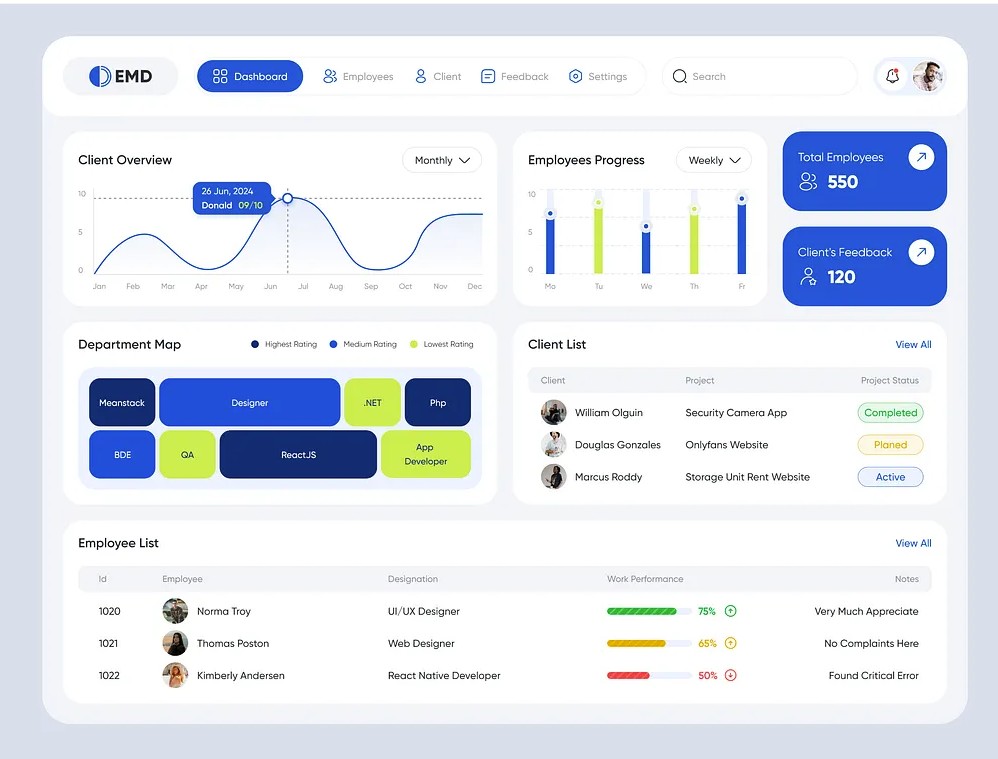 EMD
Dashboard
Employees
Client
Feedback
Settings
Search
Client Overview
Monthly
10
5
0
26 Jun, 2024
Donald 09/10
Jan Feb Mar Apr May Jun Jul Aug Sep Oct Nov Dec
Employees Progress
Weekly
10
5
0
Mo Tu We Th Fr
Total Employees
550
Client's Feedback
120
Department Map
Highest Rating
Medium Rating
Lowest Rating
Meanstack
Designer
.NET
Php
BDE
QA
ReactJS
App
Developer
Client List
View All
Client Project Project Status
William Olguin Security Camera App Completed
Douglas Gonzales Onlyfans Website Planed
Marcus Roddy Storage Unit Rent Website Active
Employee List
View All
Id Employee Designation Work Performance Notes
1020 Norma Troy UI/UX Designer 75% Very Much Appreciate
1021 Thomas Poston Web Designer 65% No Complaints Here
1022 Kimberly Andersen React Native Developer 50% Found Critical Error